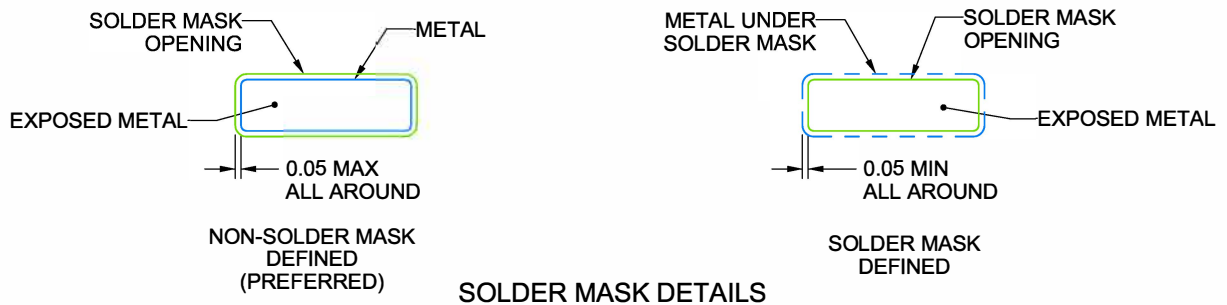 SOLDER MASK
OPENING
METAL
EXPOSED METAL
0.05 MAX
ALL AROUND
NON-SOLDER MASK
DEFINED
(PREFERRED)
METAL UNDER
SOLDER MASK
SOLDER MASK
OPENING
EXPOSED METAL
0.05 MIN
ALL AROUND
SOLDER MASK
DEFINED
SOLDER MASK DETAILS